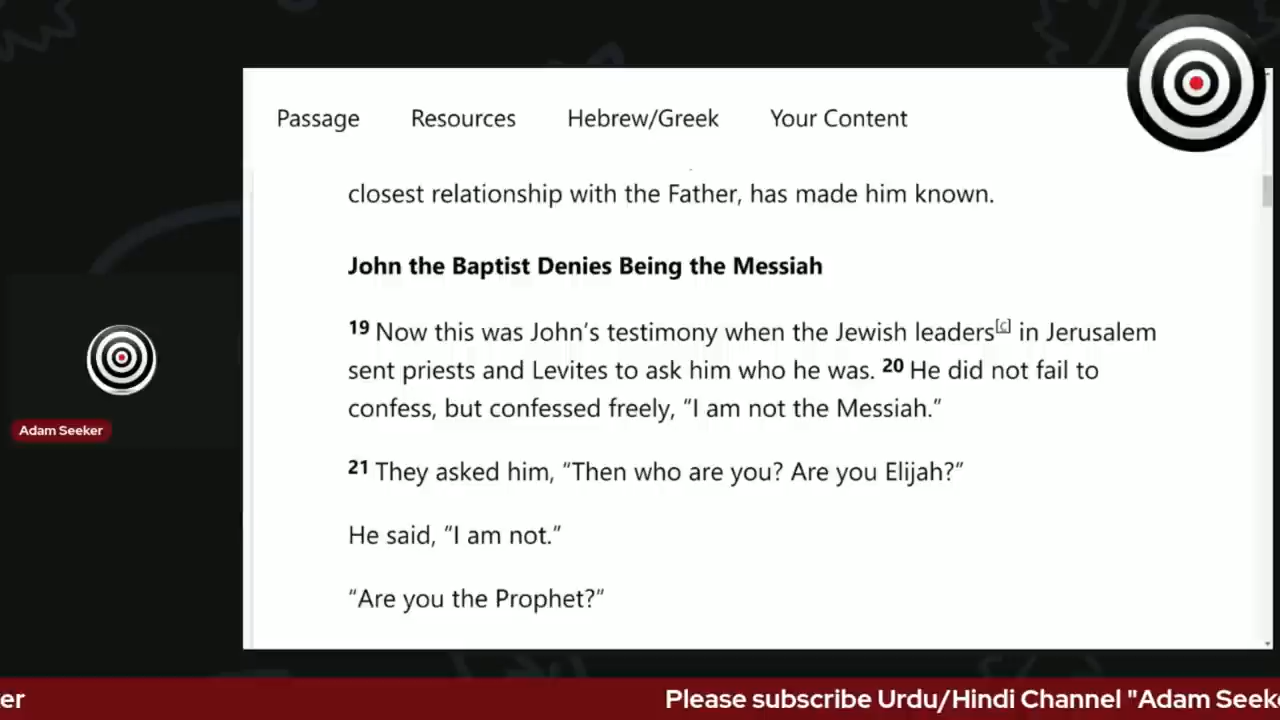 Passage Resources Hebrew/Greek Your Content
closest relationship with the Father, has made him known.
John the Baptist Denies Being the Messiah
19 Now this was John’s testimony when the Jewish leaders[c] in Jerusalem
sent priests and Levites to ask him who he was. 20 He did not fail to
confess, but confessed freely, “I am not the Messiah.”
21 They asked him, “Then who are you? Are you Elijah?”
He said, “I am not.”
“Are you the Prophet?”
Adam Seeker
er Please subscribe Urdu/Hindi Channel "Adam Seek